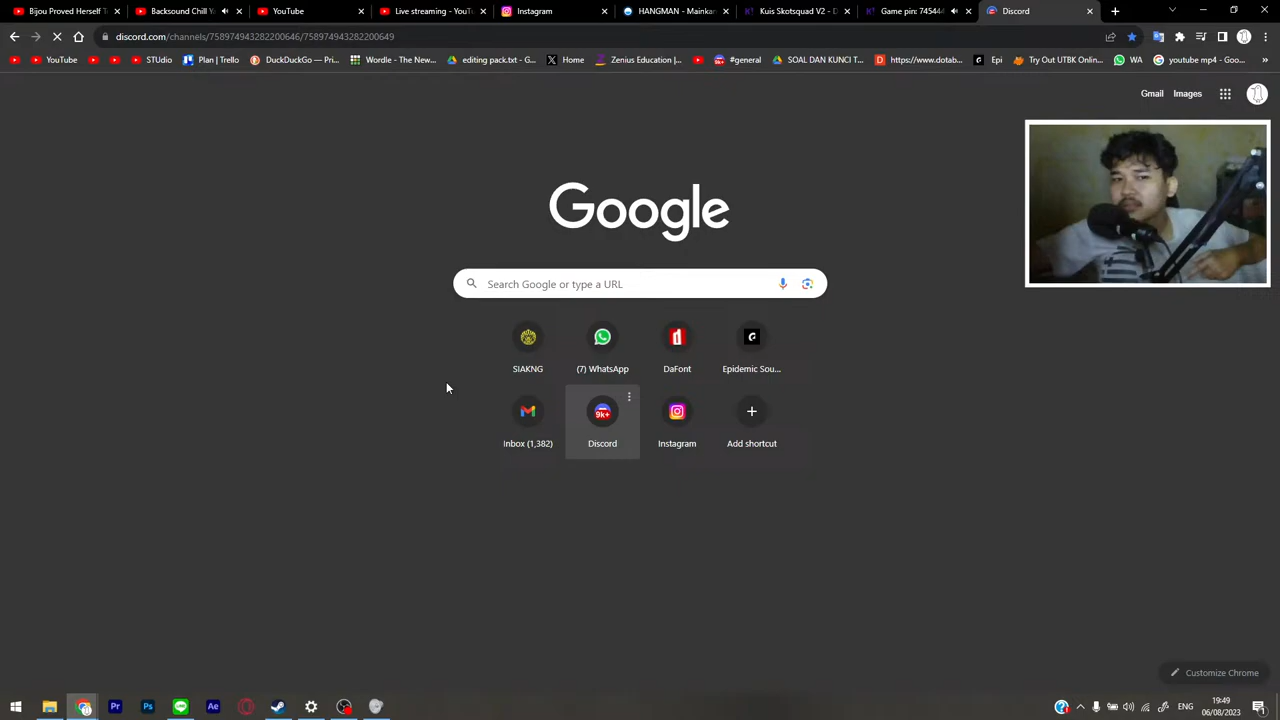 Bijou Proved Herself T
Backsound Chill Y
YouTube
Live streaming - YouT
Instagram
HANGMAN - Mainkan
Kuis Skotsquad V2 - D
Game pin: 74544
Discord
discord.com/channels/758974943282200646/758974943282200649
YouTube
STUdio
Plan | Trello
DuckDuckGo — Pri...
Wordle - The New...
editing pack.txt - G...
Home
Zenius Education |...
#general
SOAL DAN KUNCI T...
https://www.dotab...
Epi
Try Out UTBK Onlin...
WA
youtube mp4 - Goo...
Gmail
Images
Google
Search Google or type a URL
SIAKNG
(7) WhatsApp
DaFont
Epidemic Sou...
9k+
Inbox (1,382)
Discord
Instagram
Add shortcut
Customize Chrome
Pr
Ps
Ae
ENG
19:49
06/08/2023